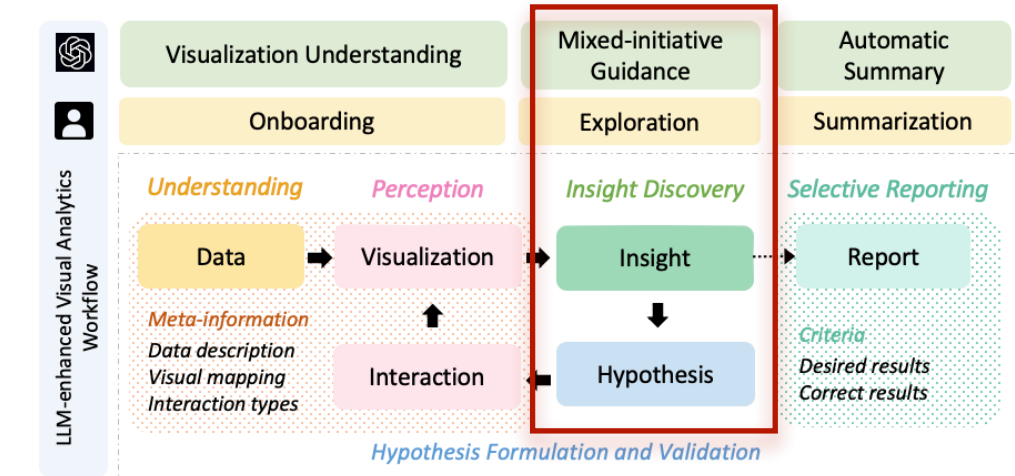 Visualization Understanding
Mixed-initiative
Guidance
Automatic
Summary
Onboarding
Exploration
Summarization
LLM-enhanced Visual Analytics
Workflow
Understanding
Perception
Insight Discovery
Selective Reporting
Data
Visualization
Insight
Report
Meta-information
Data description
Visual mapping
Interaction types
Interaction
Hypothesis
Criteria
Desired results
Correct results
Hypothesis Formulation and Validation